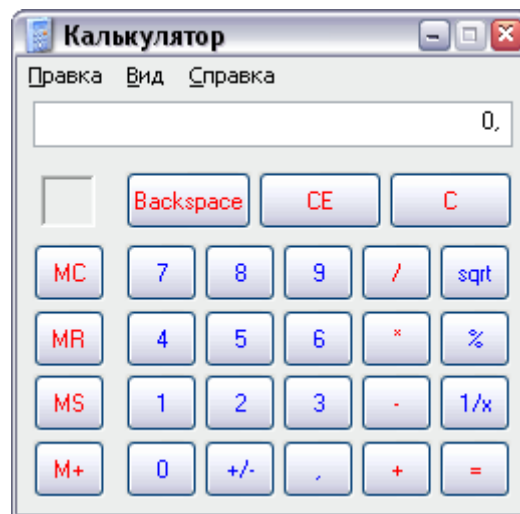 Калькулятор
Правка Вид Справка
0,
Backspace CE C
MC 7 8 9 / sqrt
MR 4 5 6 * %
MS 1 2 3 - 1/x
M+ 0 +/- , + =